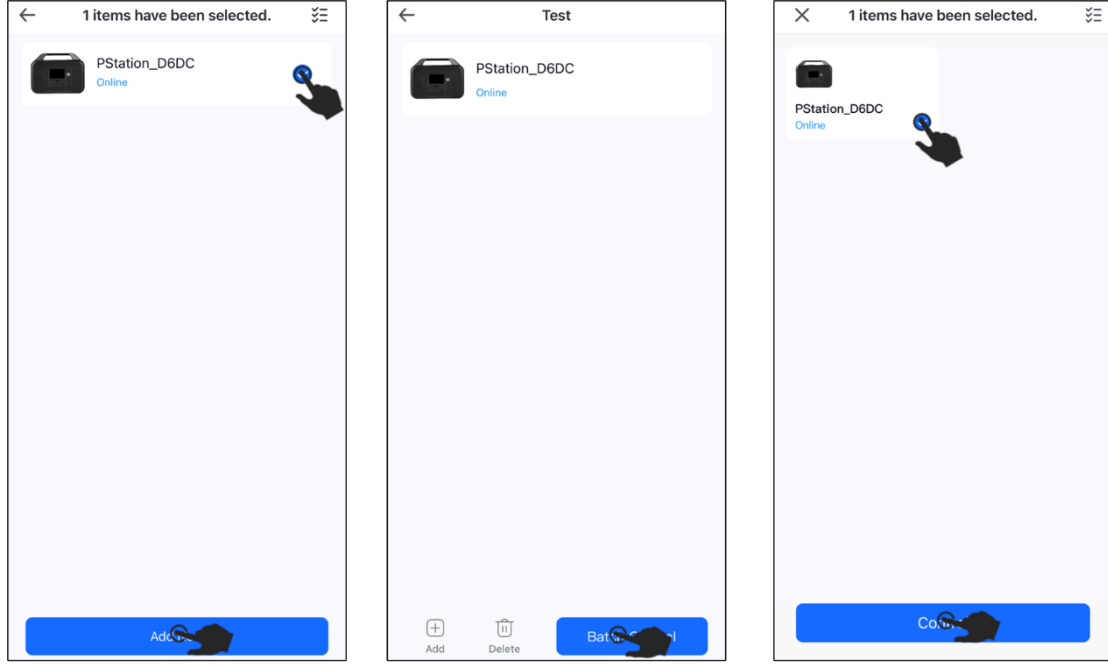 1 items have been selected.
PStation_D6DC
Online
Test
PStation_D6DC
Online
Add
Delete
1 items have been selected.
PStation_D6DC
Online